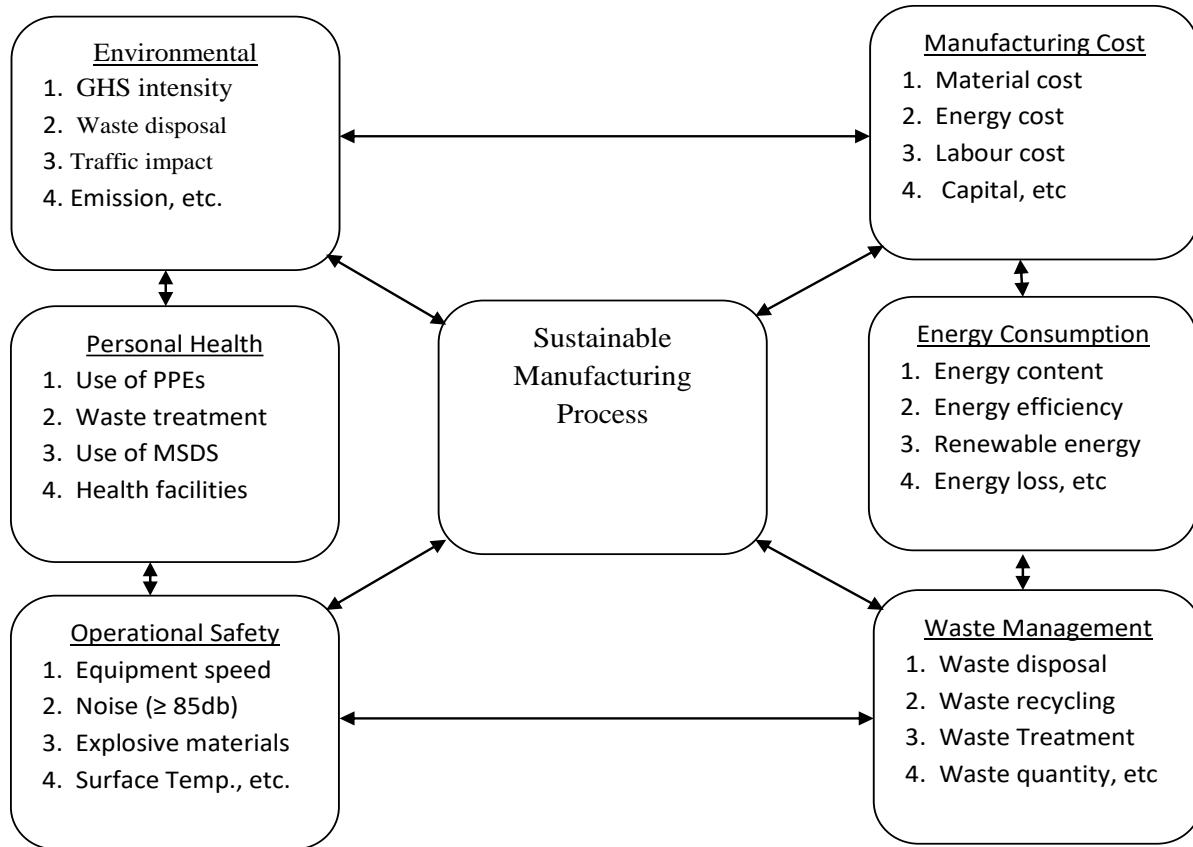 Environmental
1. GHS intensity
2. Waste disposal
3. Traffic impact
4. Emission, etc.
Manufacturing Cost
1. Material cost
2. Energy cost
3. Labour cost
4. Capital, etc
Personal Health
1. Use of PPEs
2. Waste treatment
3. Use of MSDS
4. Health facilities
Sustainable
Manufacturing
Process
Energy Consumption
1. Energy content
2. Energy efficiency
3. Renewable energy
4. Energy loss, etc
Operational Safety
1. Equipment speed
2. Noise (≥ 85db)
3. Explosive materials
4. Surface Temp., etc.
Waste Management
1. Waste disposal
2. Waste recycling
3. Waste Treatment
4. Waste quantity, etc